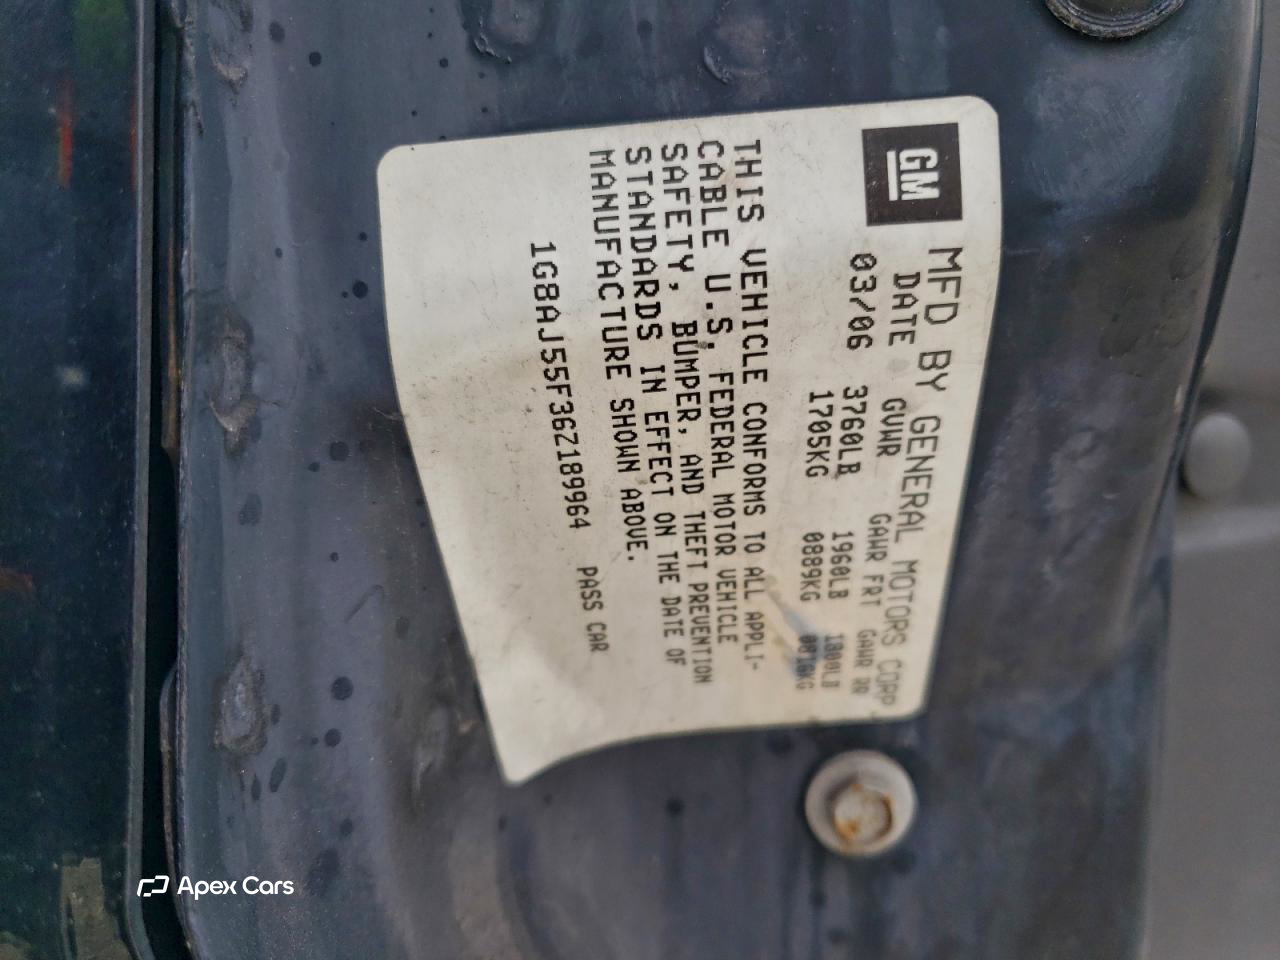 GM
MFD BY GENERAL MOTORS CORP
DATE GVWR GAWR FRT GAWR RR
03/06 3760LB 1960LB 1800LB
1705KG 0889KG 0816KG
THIS VEHICLE CONFORMS TO ALL APPLI-
CABLE U.S. FEDERAL MOTOR VEHICLE
SAFETY, BUMPER, AND THEFT PREVENTION
STANDARDS IN EFFECT ON THE DATE OF
MANUFACTURE SHOWN ABOVE.
1G8AJ55F36Z189964 PASS CAR
Apex Cars